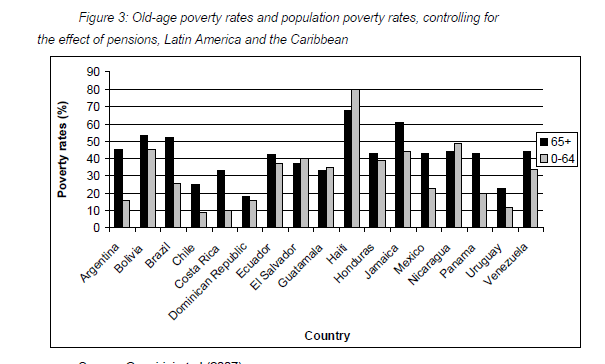 Figure 3: Old-age poverty rates and population poverty rates, controlling for
the effect of pensions, Latin America and the Caribbean
90
80
70
60
50
40
30
20
10
0
Poverty rates (%)
65+
0-64
Argentina
Bolivia
Brazil
Chile
Costa Rica
Dominican Republic
Ecuador
El Salvador
Guatemala
Haiti
Honduras
Jamaica
Mexico
Nicaragua
Panama
Uruguay
Venezuela
Country